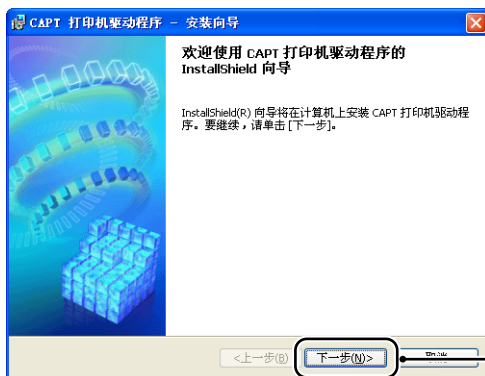 CAPT 打印机驱动程序 - 安装向导
欢迎使用 CAPT 打印机驱动程序的
InstallShield 向导
InstallShield(R) 向导将在计算机上安装 CAPT 打印机驱动程
序。要继续，请单击 [下一步]。
<上一步(B) 下一步(N)>